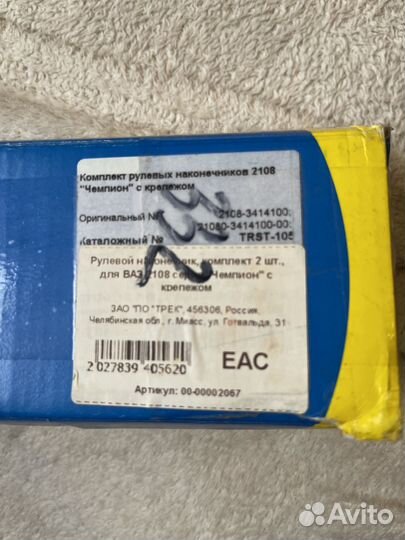 Комплект рулевых наконечников 2108
"Чемпион" с крепежом
Оригинальный № 2108-3414100;
21080-3414100-00;
Каталожный № TRST-105
Рулевой наконечник, комплект 2 шт.,
для ВАЗ 2108 серия "Чемпион" с
крепежом
ЗАО "ПО "ТРЕК", 456306, Россия,
Челябинская обл., г. Миасс, ул. Готвальда, 31
2 027839 405620
EAC
Артикул: 00-00002067
Avito